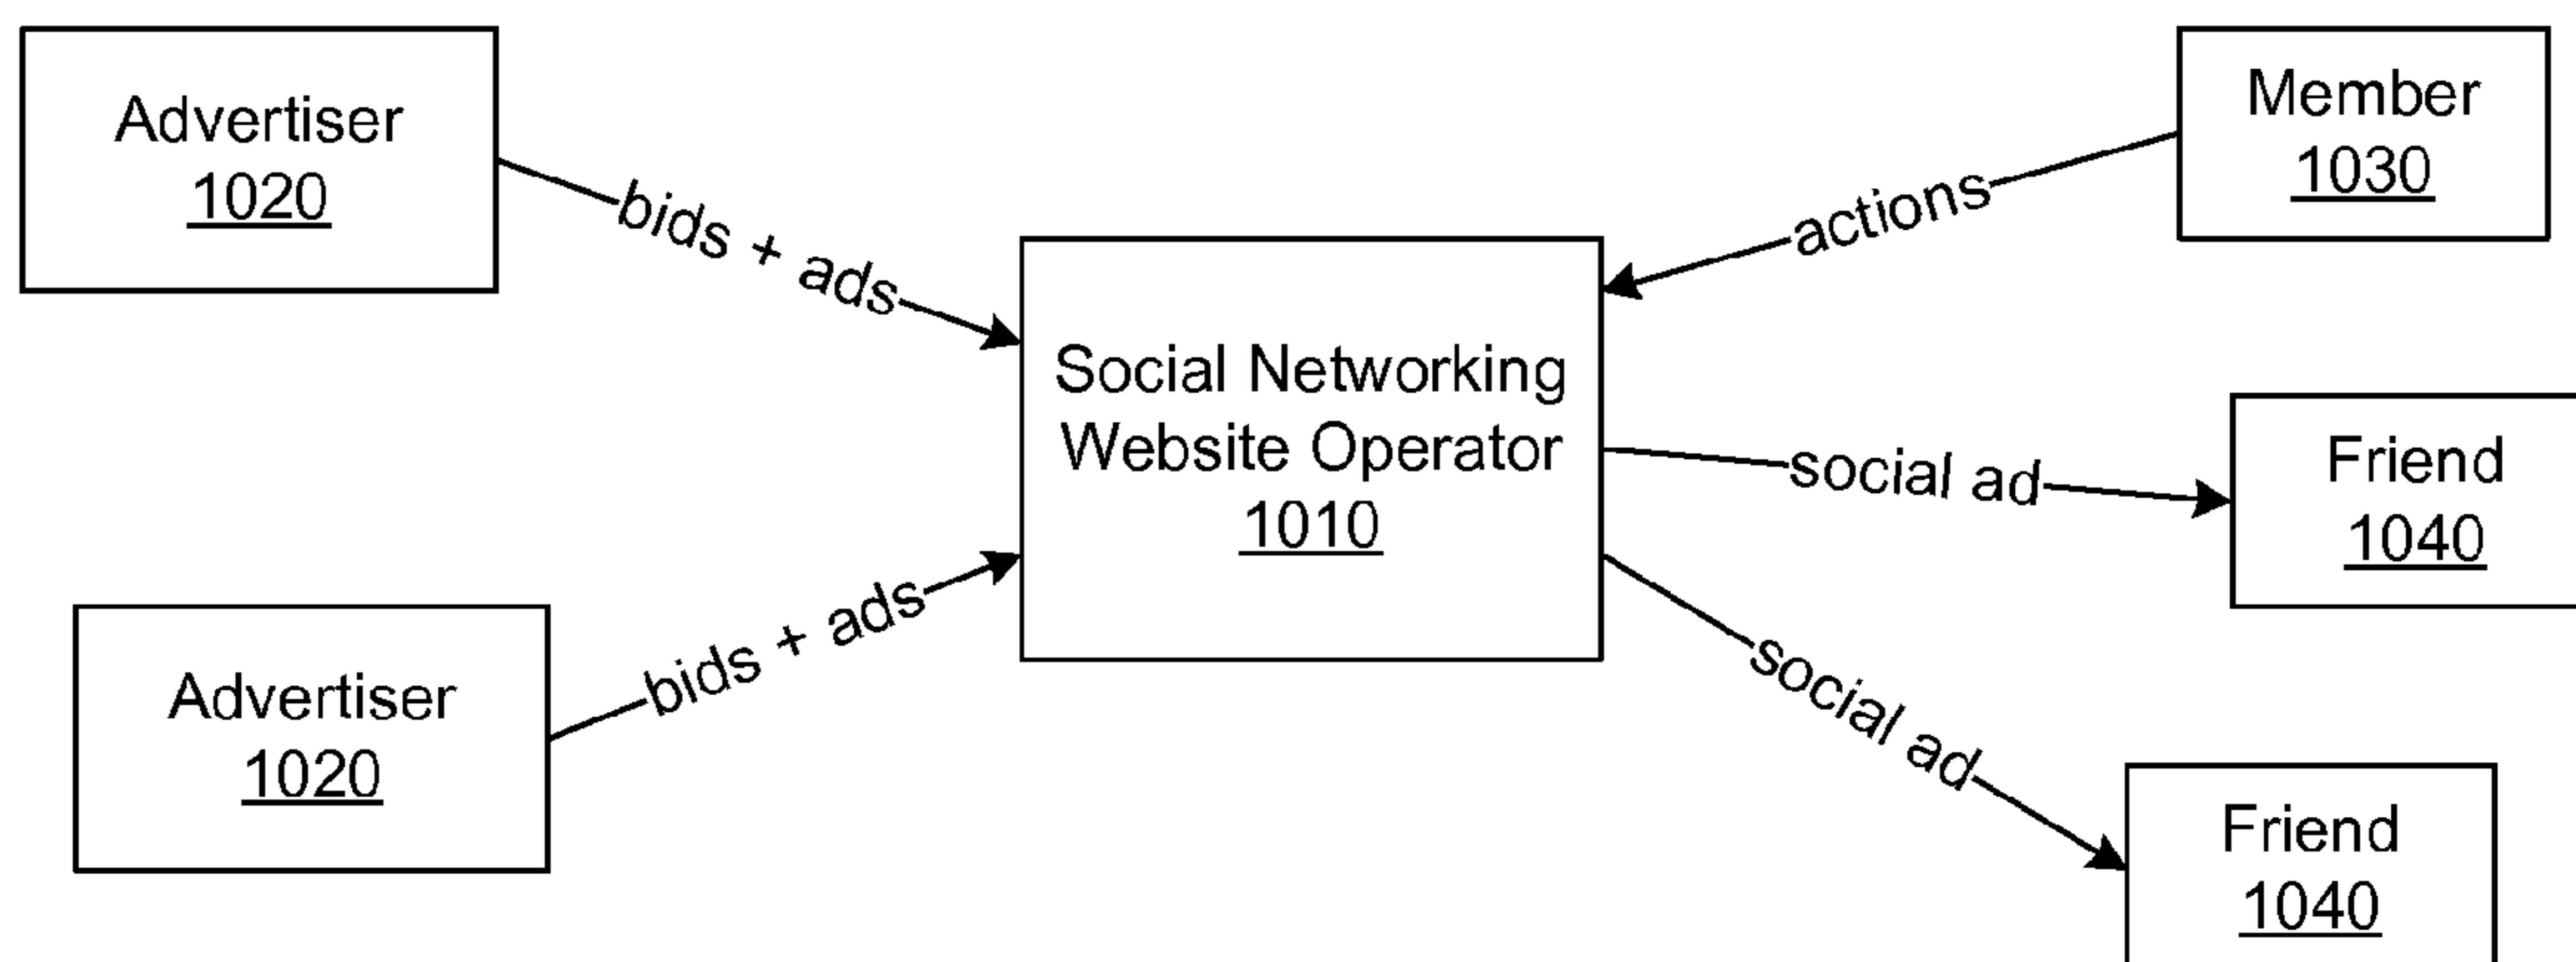 Advertiser
1020
bids + ads
Advertiser
1020
bids + ads
Social Networking
Website Operator
1010
actions
Member
1030
social ad
Friend
1040
social ad
Friend
1040